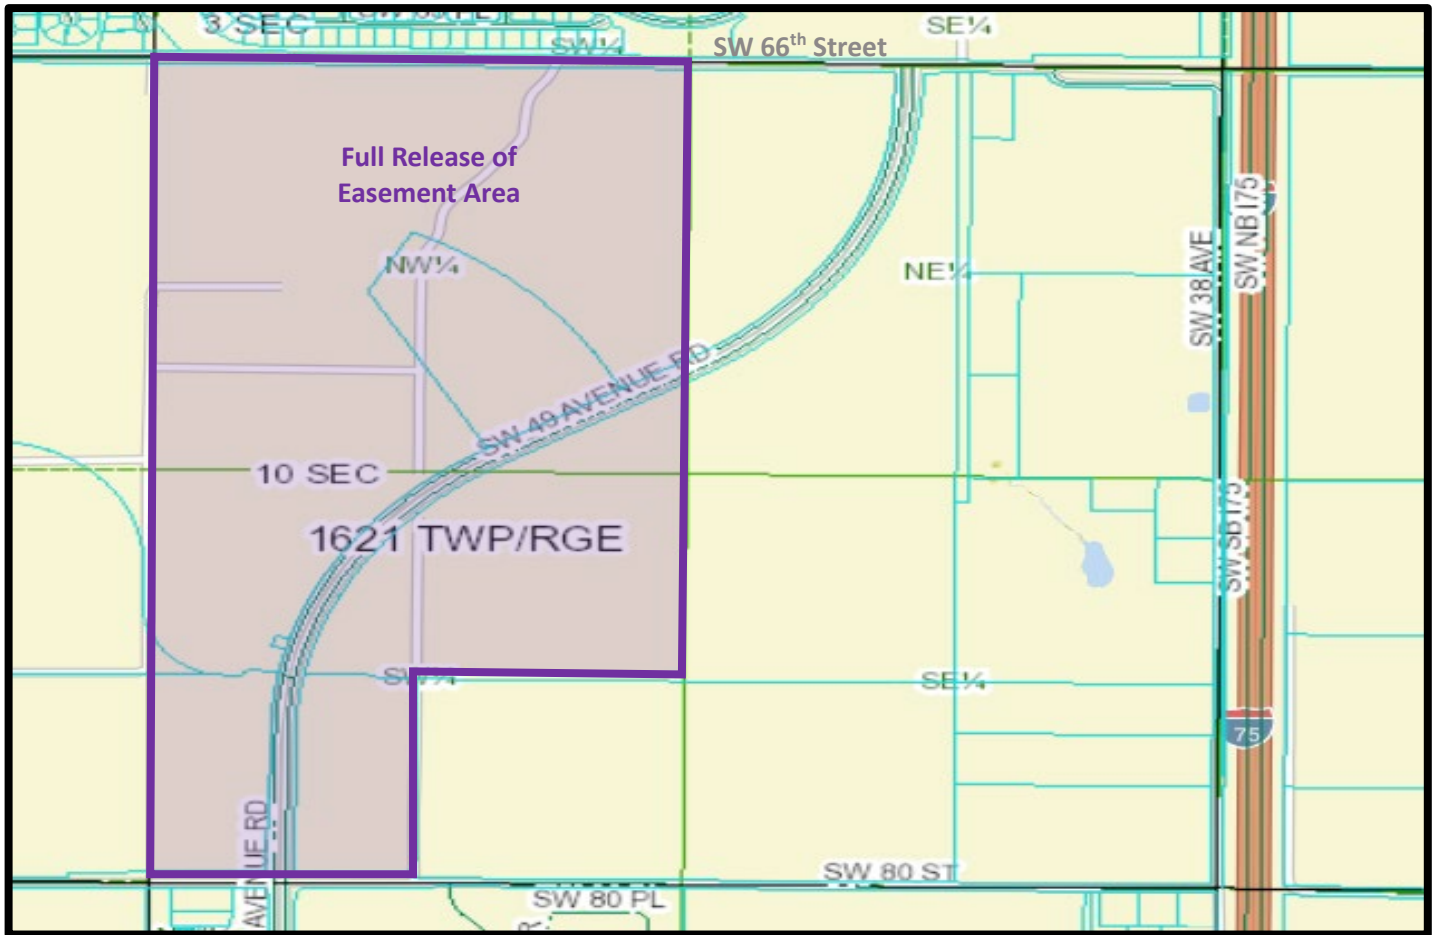 3 SEC
SW¼
SW 66th Street
SE¼
Full Release of
Easement Area
NW¼
NE¼
SW 38 AVE
SW NB I75
SW 49 AVENUE RD
10 SEC
1621 TWP/RGE
SW SB I75
SW¼
SE¼
75
AVENUE RD
SW 80 ST
SW 80 PL